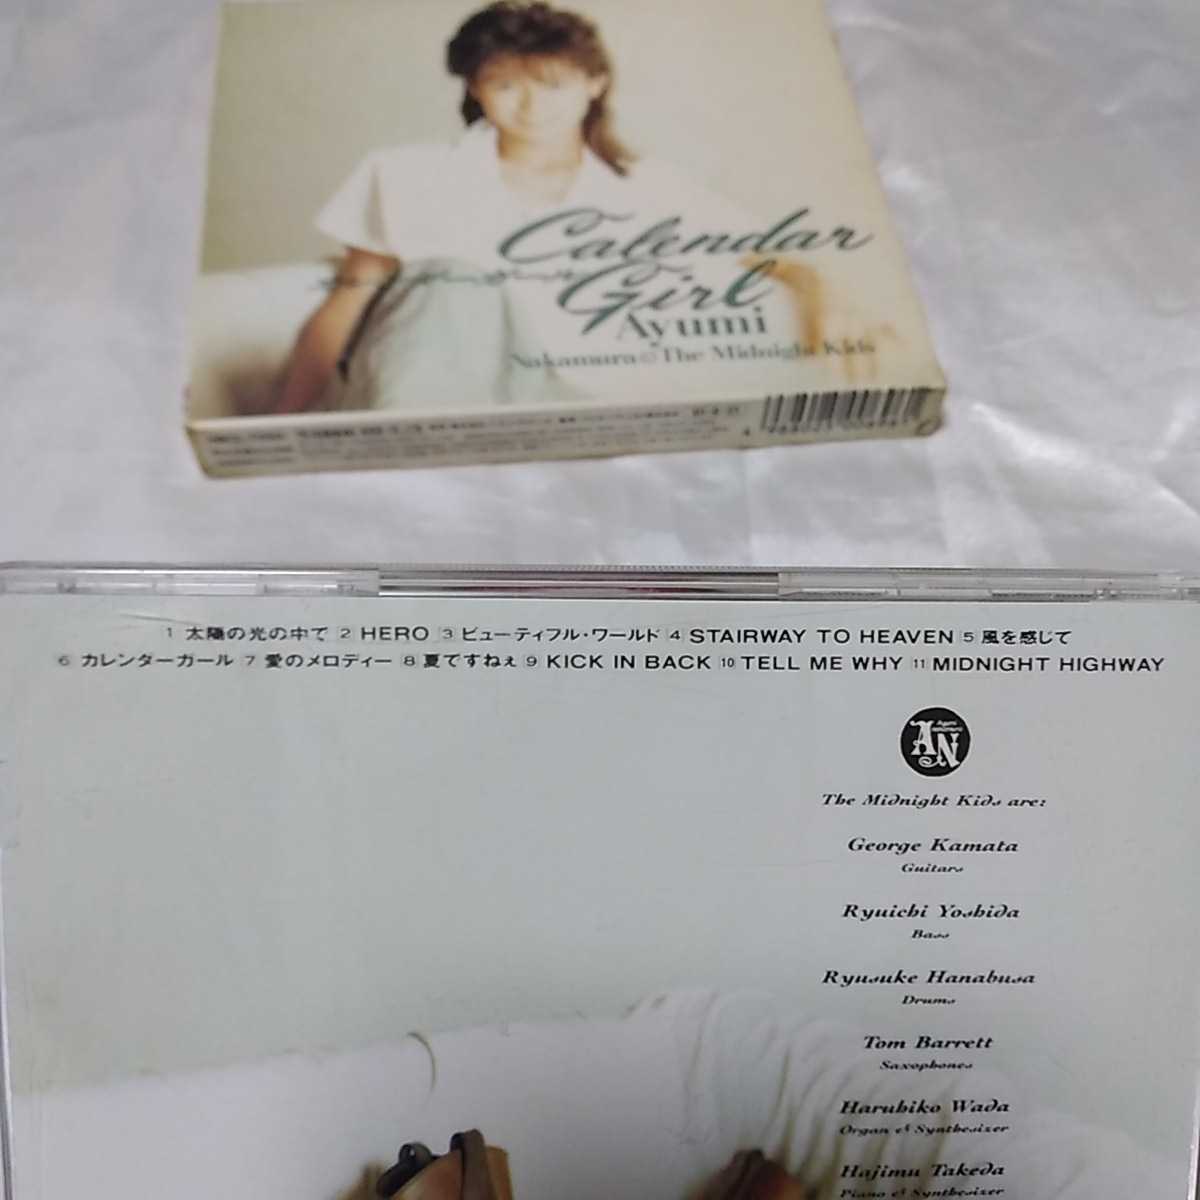 Calendar
Girl
Ayumi
Nakamura & The Midnight Kids
1 太陽の光の中で 2 HERO 3 ビューティフル・ワールド 4 STAIRWAY TO HEAVEN 5 風を感じて
6 カレンダーガール 7 愛のメロディー 8 夏ですねぇ 9 KICK IN BACK 10 TELL ME WHY 11 MIDNIGHT HIGHWAY
AN
The Midnight Kids are:
George Kamata
Guitars
Ryuichi Yoshida
Bass
Ryusuke Hanabusa
Drums
Tom Barrett
Saxophones
Haruhiko Wada
Organ & Synthesizer
Hajimu Takeda
Piano & Synthesizer